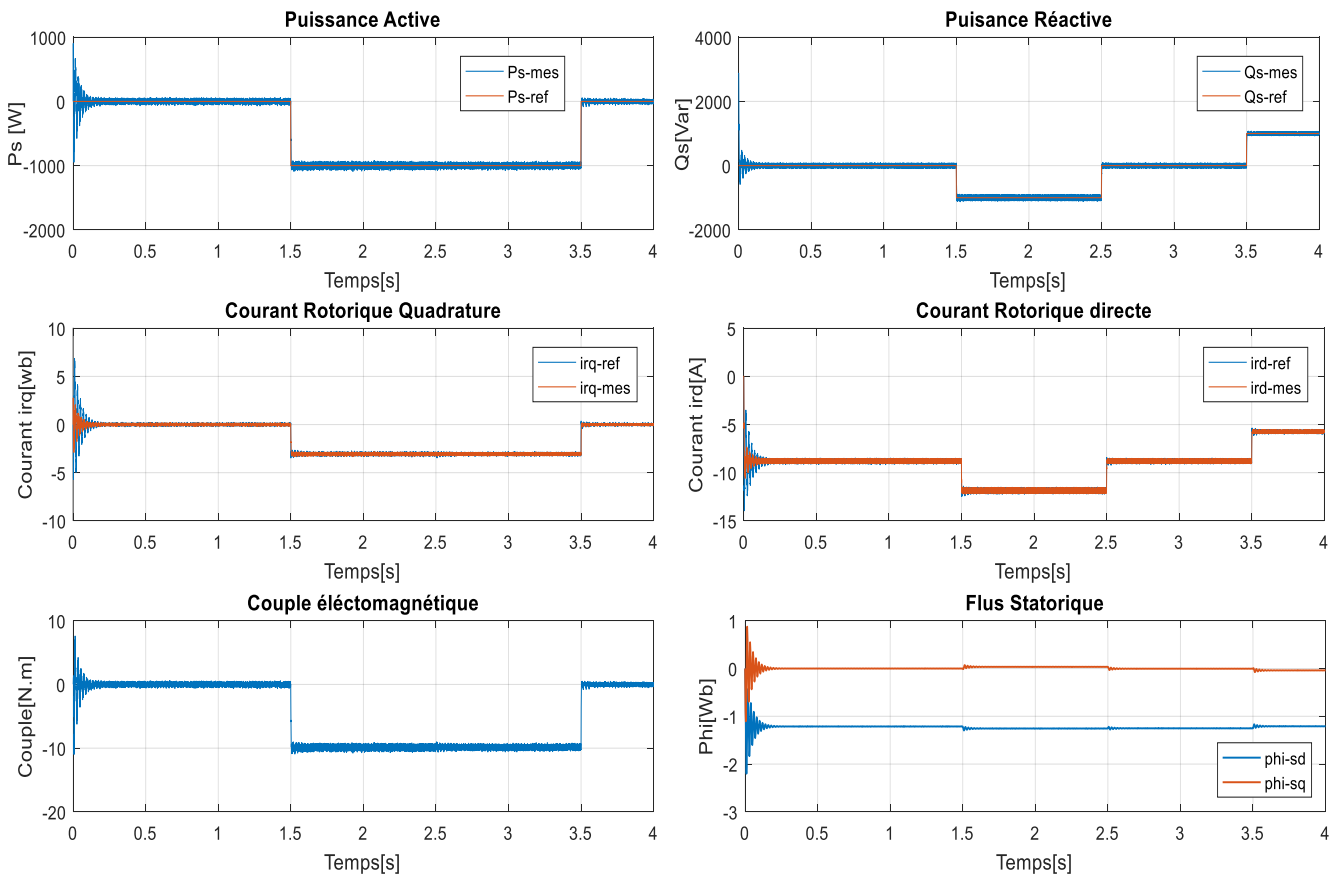 Puissance Active
1000
0
-1000
-2000
Ps [W]
Ps-mes
Ps-ref
0 0.5 1 1.5 2 2.5 3 3.5 4
Temps[s]
Puisance Réactive
4000
2000
0
-2000
Qs[Var]
Qs-mes
Qs-ref
0 0.5 1 1.5 2 2.5 3 3.5 4
Temps[s]
Courant Rotorique Quadrature
10
5
0
-5
-10
Courant irq[wb]
irq-ref
irq-mes
0 0.5 1 1.5 2 2.5 3 3.5 4
Temps[s]
Courant Rotorique directe
5
0
-5
-10
-15
Courant ird[A]
ird-ref
ird-mes
0 0.5 1 1.5 2 2.5 3 3.5 4
Temps[s]
Couple éléctomagnétique
10
0
-10
-20
Couple[N.m]
0 0.5 1 1.5 2 2.5 3 3.5 4
Temps[s]
Flus Statorique
1
0
-1
-2
-3
Phi[Wb]
phi-sd
phi-sq
0 0.5 1 1.5 2 2.5 3 3.5 4
Temps[s]